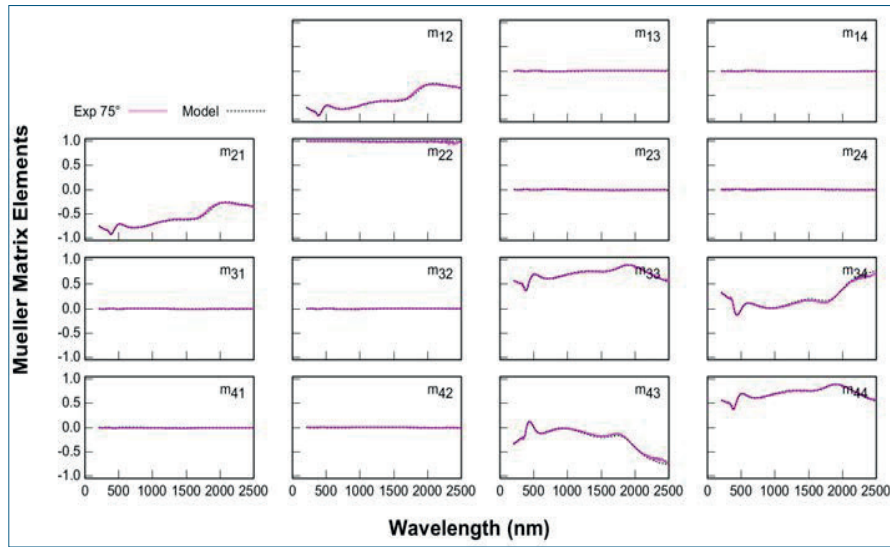 m12
m13
m14
Exp 75° Model
Mueller Matrix Elements
1.0
0.5
0.0
-0.5
-1.0
m21
m22
m23
m24
1.0
0.5
0.0
-0.5
-1.0
m31
m32
m33
m34
1.0
0.5
0.0
-0.5
-1.0
m41
m42
m43
m44
0 500 1000 1500 2000 2500
0 500 1000 1500 2000 2500
0 500 1000 1500 2000 2500
0 500 1000 1500 2000 2500
Wavelength (nm)